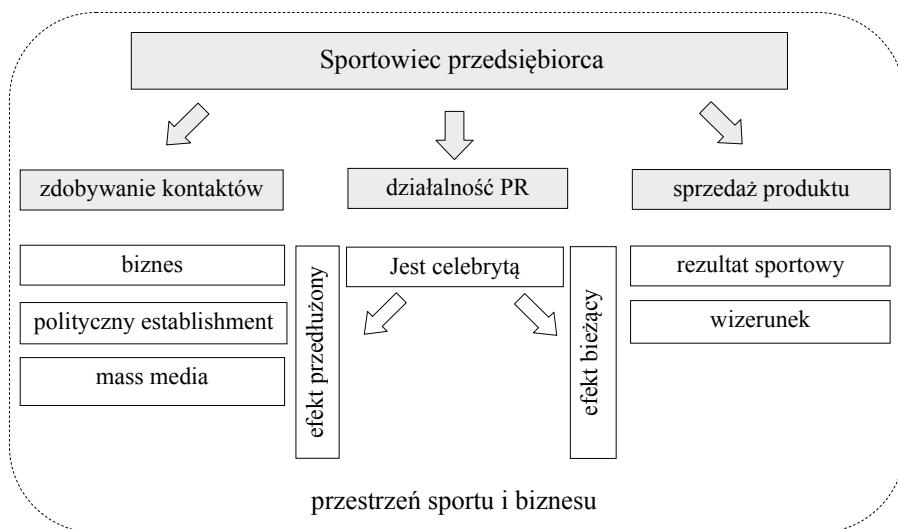 Sportowiec przedsiębiorca
zdobywanie kontaktów
działalność PR
sprzedaż produktu
biznes
polityczny establishment
mass media
efekt przedłużony
Jest celebrytą
efekt bieżący
rezultat sportowy
wizerunek
przestrzeń sportu i biznesu